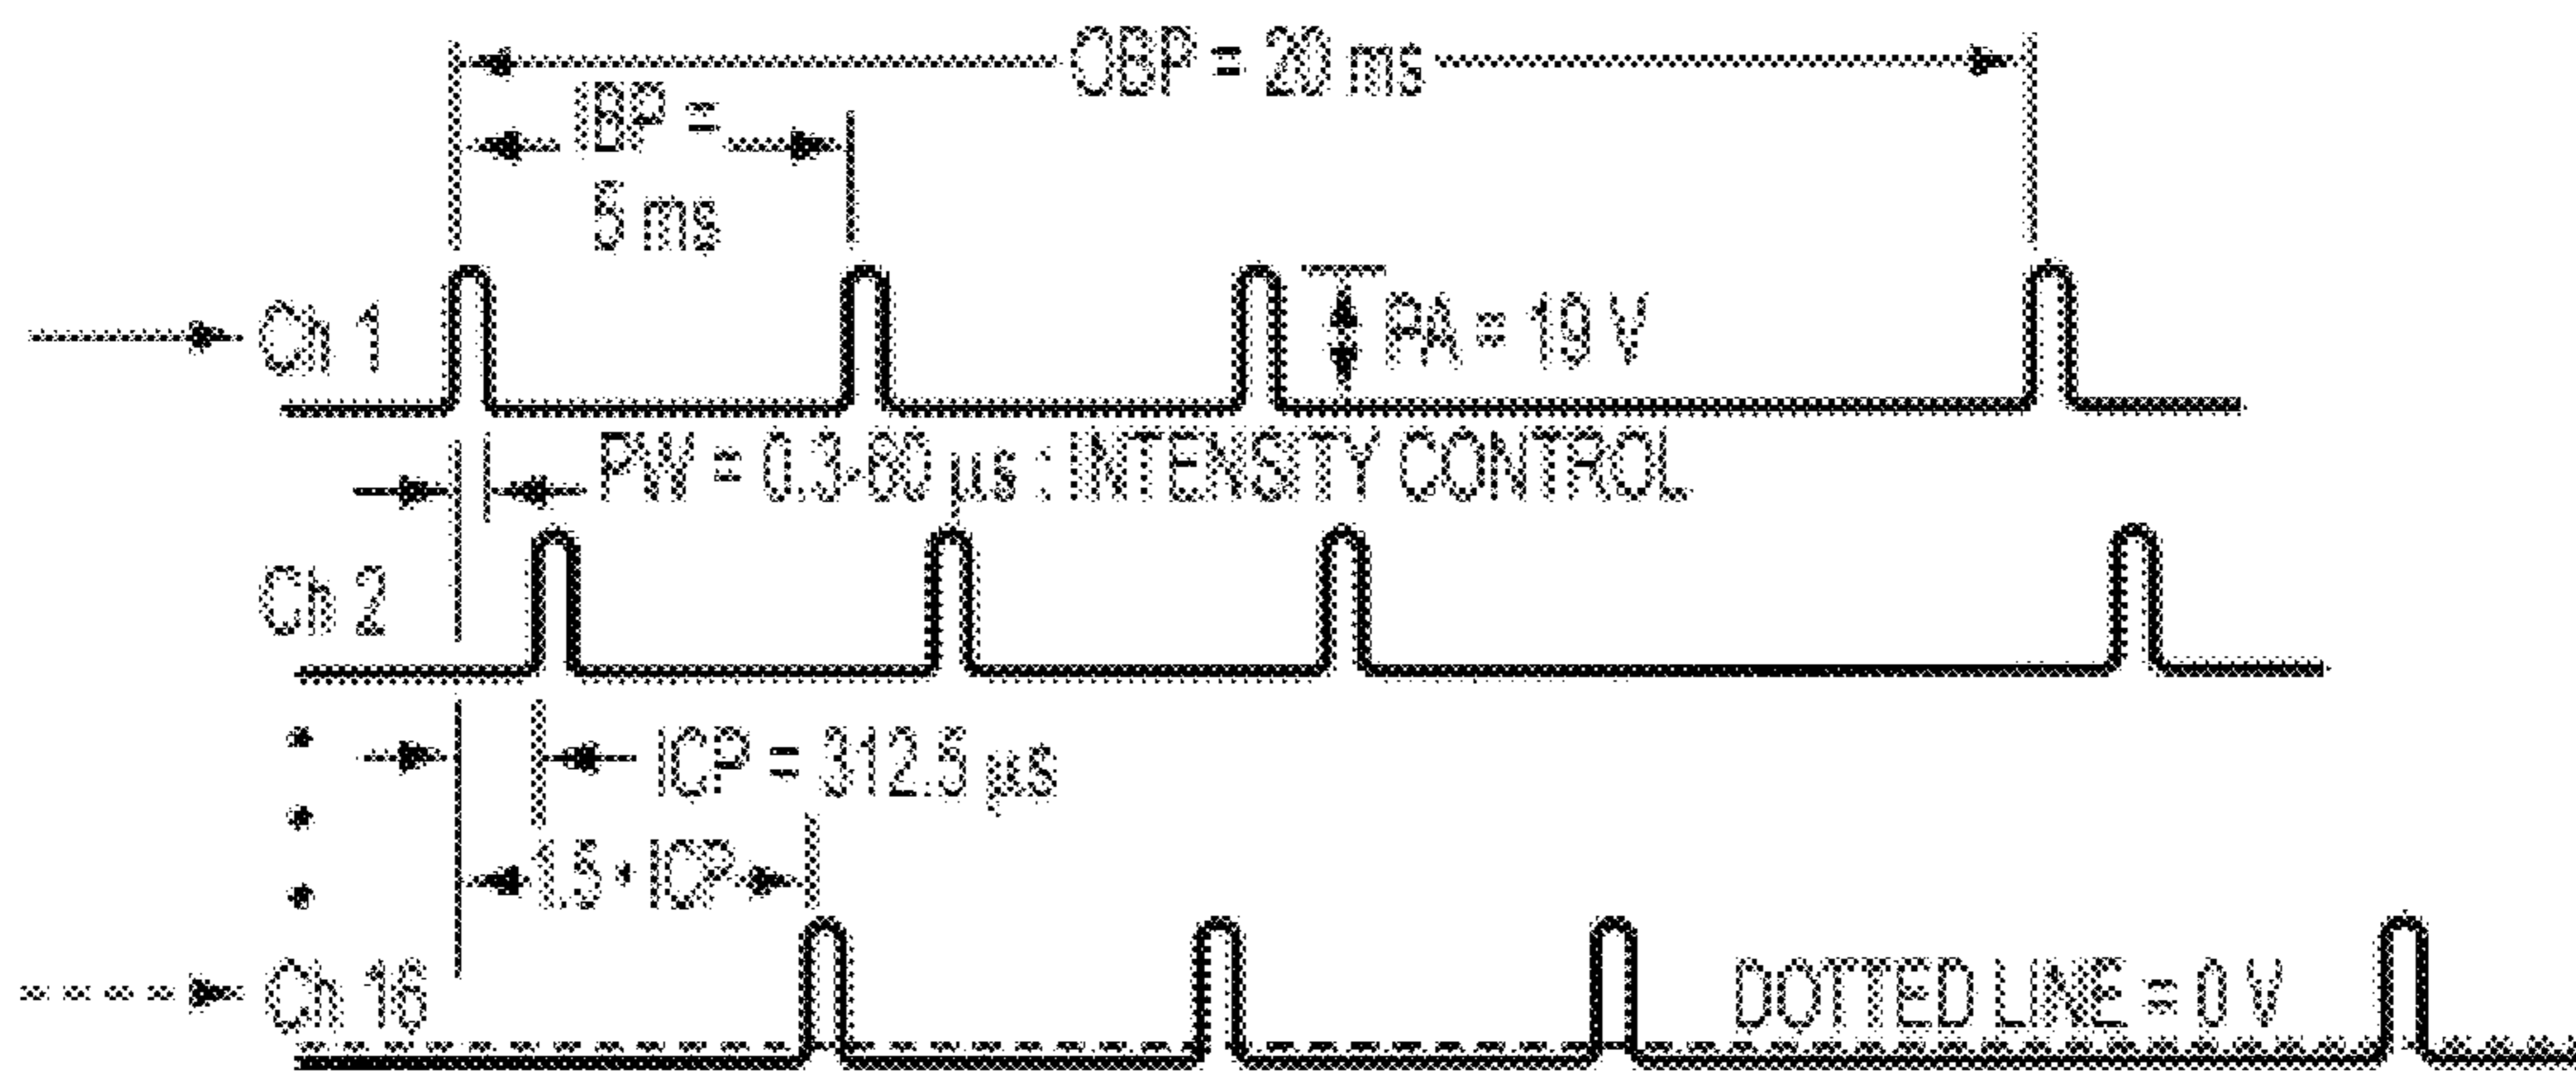 OBP = 20 ms
IBP =
5 ms
Ch 1
PA = 19 V
PW = 0.3-60 µs : INTENSITY CONTROL
Ch 2
ICP = 312.5 µs
1.5 • ICP
Ch 16
DOTTED LINE = 0 V